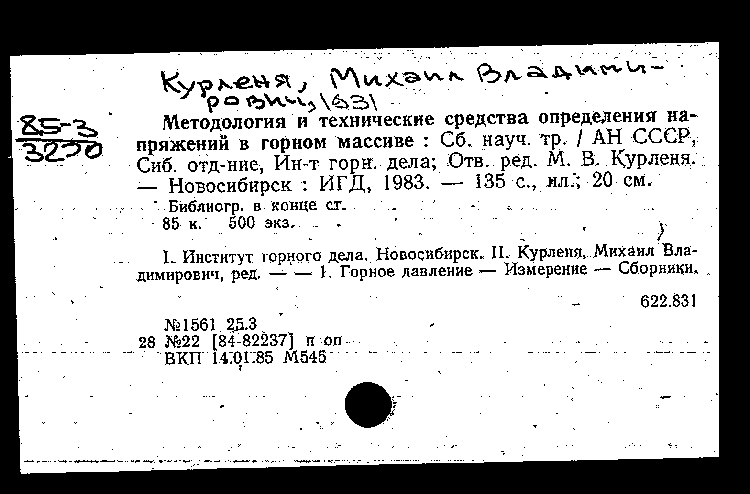 Курленя, Михаил Владими-
рович,
85-3
3290
Методология и технические средства определения на-
пряжений в горном массиве : Сб. науч. тр. / АН СССР,
Сиб. отд-ние, Ин-т горн. дела; Отв. ред. М. В. Курленя.
— Новосибирск : ИГД, 1983. — 135 с., ил.; 20 см.
Библиогр. в конце ст.
85 к. 500 экз.
I. Институт горного дела. Новосибирск. II. Курленя, Михаил Вла-
димирович, ред. — — 1. Горное давление — Измерение — Сборники.
622.831
№1561 25.3
28 №22 [84-82237] п оп
ВКП 14.01.85 М545